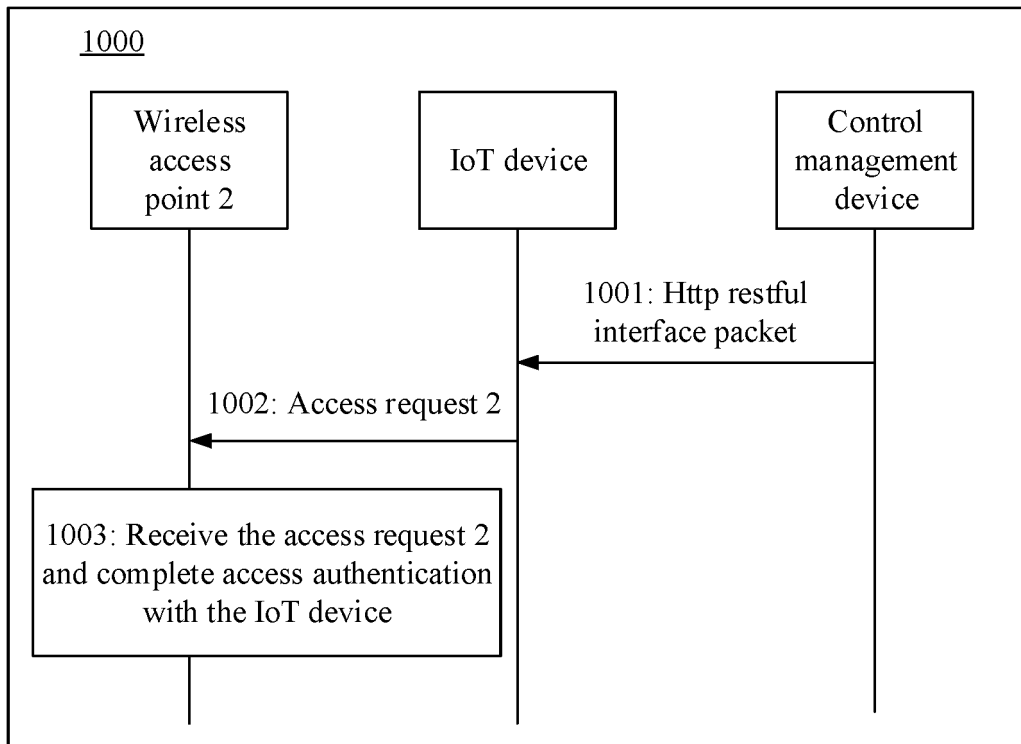 1000
Wireless
access
point 2
IoT device
Control
management
device
1001: Http restful
interface packet
1002: Access request 2
1003: Receive the access request 2
and complete access authentication
with the IoT device